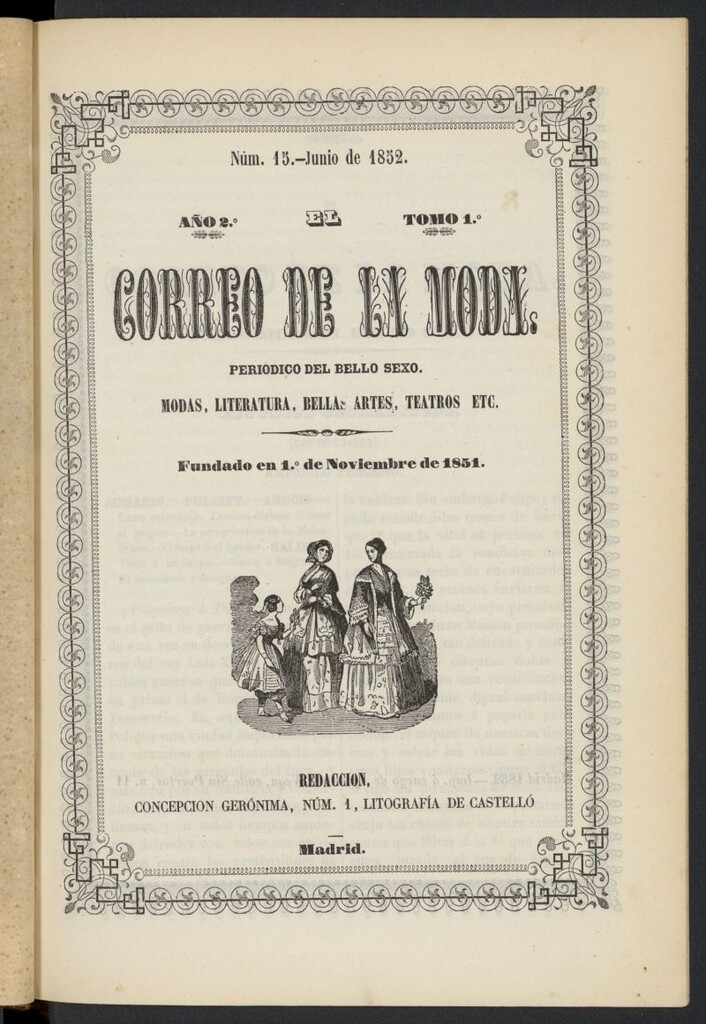 Núm. 15.—Junio de 1852.
AÑO 2.º EL TOMO 1.º
CORREO DE LA MODA.
PERIODICO DEL BELLO SEXO.
MODAS, LITERATURA, BELLAS ARTES, TEATROS ETC.
Fundado en 1.º de Noviembre de 1851.
REDACCION,
CONCEPCION GERÓNIMA, NÚM. 1, LITOGRAFÍA DE CASTELLÓ
Madrid.